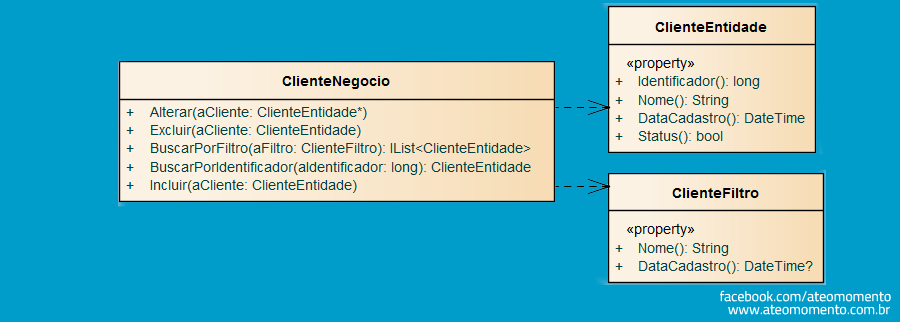 ClienteNegocio
+ Alterar(aCliente: ClienteEntidade*)
+ Excluir(aCliente: ClienteEntidade)
+ BuscarPorFiltro(aFiltro: ClienteFiltro): IList<ClienteEntidade>
+ BuscarPorIdentificador(aIdentificador: long): ClienteEntidade
+ Incluir(aCliente: ClienteEntidade)
ClienteEntidade
«property»
+ Identificador(): long
+ Nome(): String
+ DataCadastro(): DateTime
+ Status(): bool
ClienteFiltro
«property»
+ Nome(): String
+ DataCadastro(): DateTime?
facebook.com/ateomomento
www.ateomomento.com.br